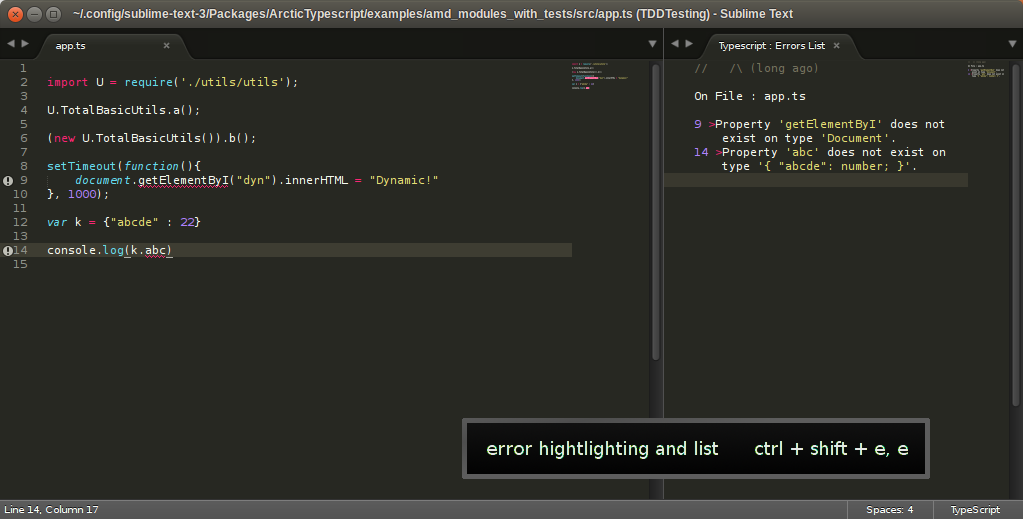 ~/.config/sublime-text-3/Packages/ArcticTypescript/examples/amd_modules_with_tests/src/app.ts (TDDTesting) - Sublime Text
app.ts ×
1
2 import U = require('./utils/utils');
3
4 U.TotalBasicUtils.a();
5
6 (new U.TotalBasicUtils()).b();
7
8 setTimeout(function(){
9 document.getElementByI("dyn").innerHTML = "Dynamic!"
10 }, 1000);
11
12 var k = {"abcde" : 22}
13
14 console.log(k.abc)
15
Typescript : Errors List ×
// /\ (long ago)
On File : app.ts
9 >Property 'getElementByI' does not
exist on type 'Document'.
14 >Property 'abc' does not exist on
type '{ "abcde": number; }'.
error hightlighting and list ctrl + shift + e, e
Line 14, Column 17 Spaces: 4 TypeScript